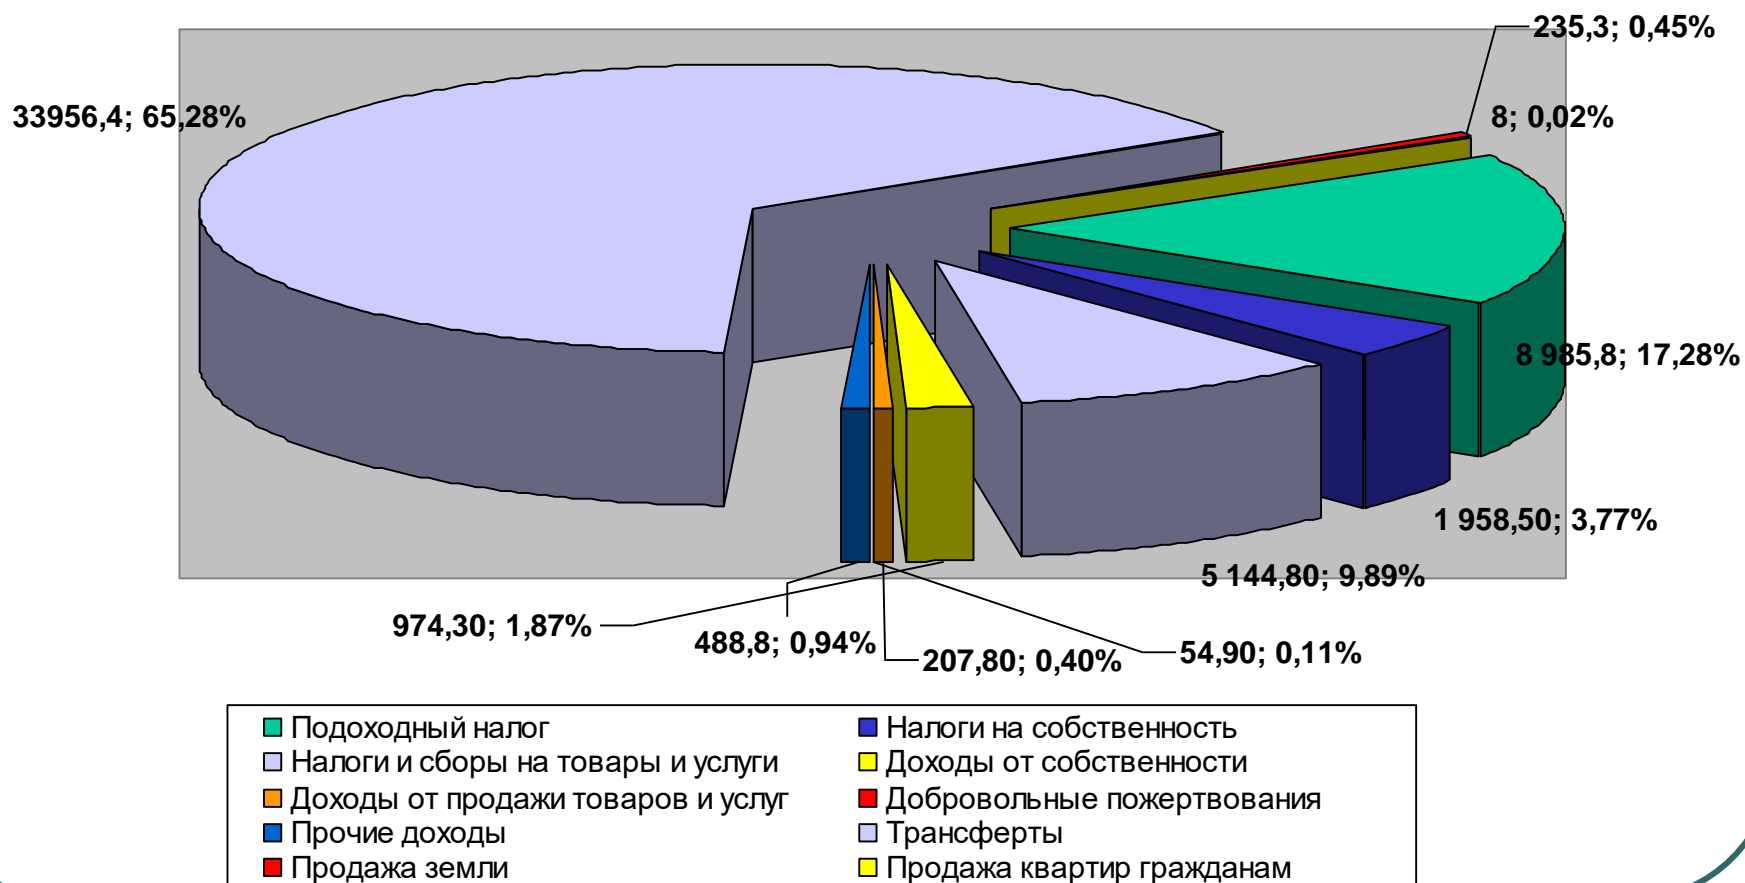 235,3; 0,45%
33956,4; 65,28%
8; 0,02%
8 985,8; 17,28%
1 958,50; 3,77%
5 144,80; 9,89%
974,30; 1,87%
488,8; 0,94%
207,80; 0,40%
54,90; 0,11%
Подоходный налог
Налоги на собственность
Налоги и сборы на товары и услуги
Доходы от собственности
Доходы от продажи товаров и услуг
Добровольные пожертвования
Прочие доходы
Трансферты
Продажа земли
Продажа квартир гражданам